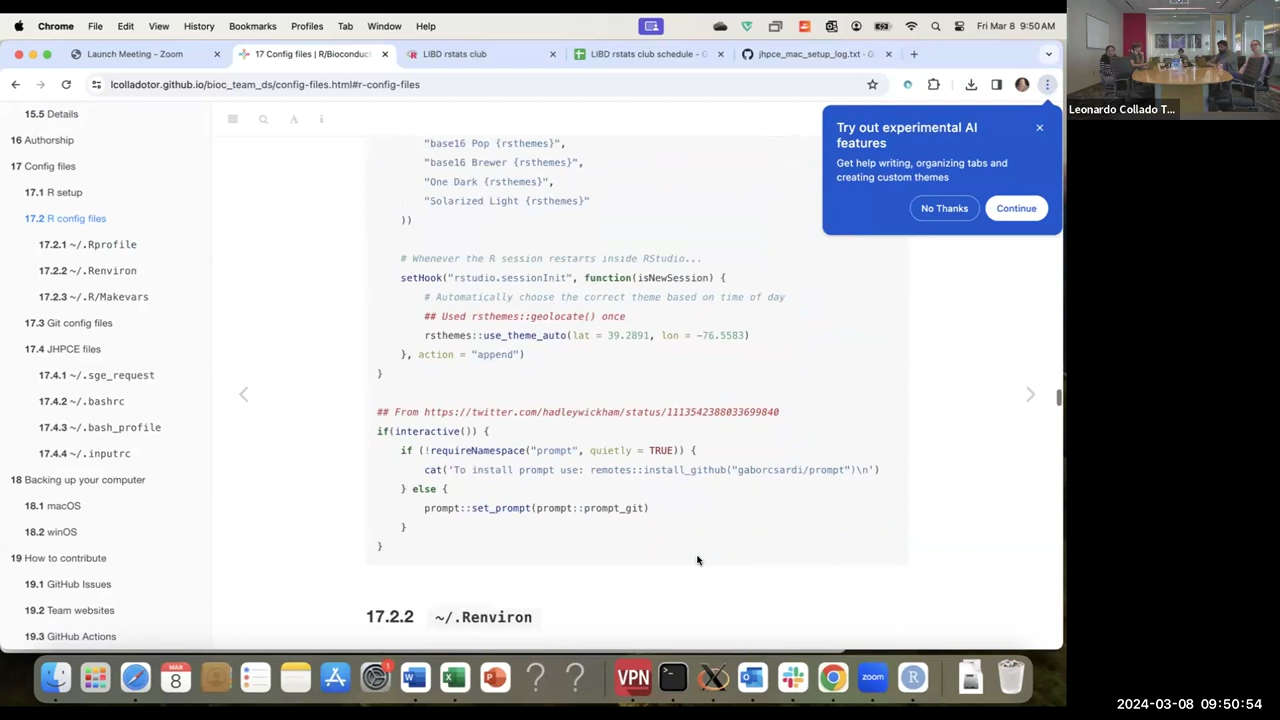 Chrome File Edit View History Bookmarks Profiles Tab Window Help Fri Mar 8 9:50 AM
Launch Meeting - Zoom 17 Config files | R/Bioconduc LIBD rstats club LIBD rstats club schedule - G jhpce_mac_setup_log.txt - G
lcolladotor.github.io/bioc_team_ds/config-files.html#r-config-files
Leonardo Collado T...
Try out experimental AI
features
Get help writing, organizing tabs and
creating custom themes
No Thanks Continue
15.5 Details
16 Authorship
17 Config files
17.1 R setup
17.2 R config files
17.2.1 ~/.Rprofile
17.2.2 ~/.Renviron
17.2.3 ~/.R/Makevars
17.3 Git config files
17.4 JHPCE files
17.4.1 ~/.sge_request
17.4.2 ~/.bashrc
17.4.3 ~/.bash_profile
17.4.4 ~/.inputrc
18 Backing up your computer
18.1 macOS
18.2 winOS
19 How to contribute
19.1 GitHub Issues
19.2 Team websites
19.3 GitHub Actions
"base16 Pop {rsthemes}",
"base16 Brewer {rsthemes}",
"One Dark {rsthemes}",
"Solarized Light {rsthemes}"
))
# Whenever the R session restarts inside RStudio...
setHook("rstudio.sessionInit", function(isNewSession) {
# Automatically choose the correct theme based on time of day
## Used rsthemes::geolocate() once
rsthemes::use_theme_auto(lat = 39.2891, lon = -76.5583)
}, action = "append")
}
## From https://twitter.com/hadleywickham/status/1113542388033699840
if(interactive()) {
if (!requireNamespace("prompt", quietly = TRUE)) {
cat('To install prompt use: remotes::install_github("gaborcsardi/prompt")\n')
} else {
prompt::set_prompt(prompt::prompt_git)
}
}
17.2.2 ~/.Renviron
MAR
8
1
VPN
zoom
R
2024-03-08 09:50:54